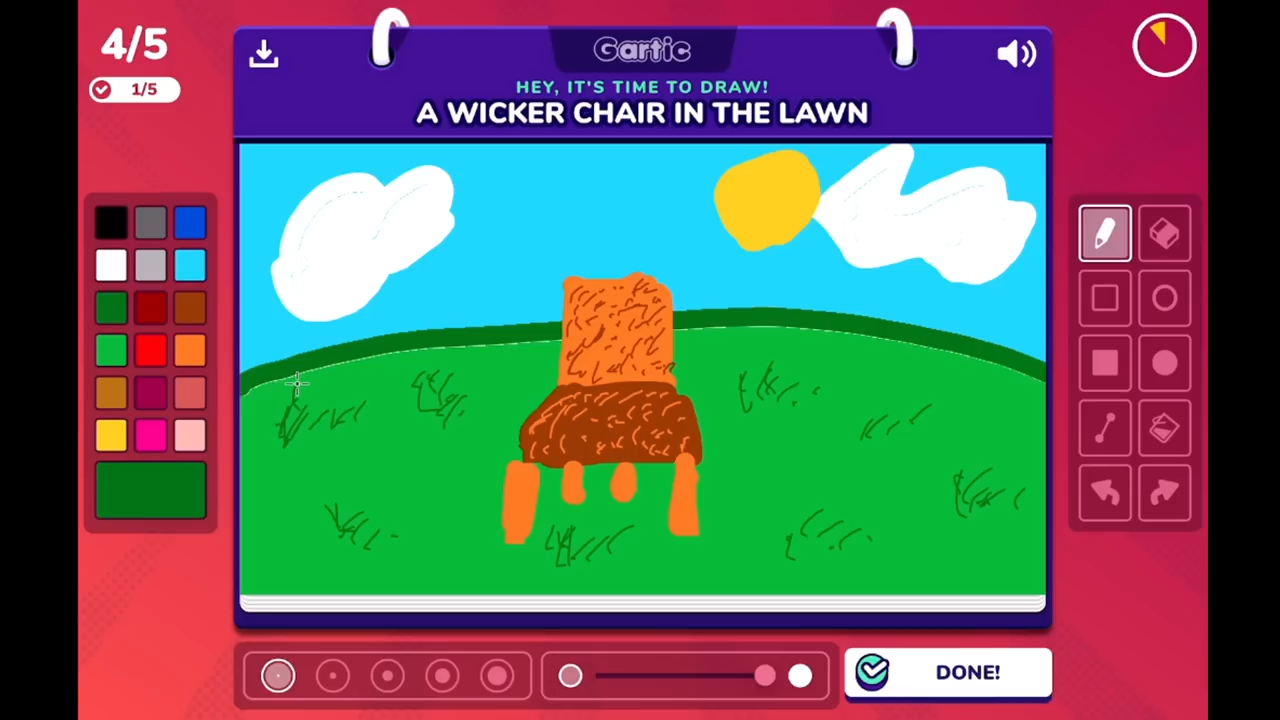 4/5
1/5
Gartic
HEY, IT'S TIME TO DRAW!
A WICKER CHAIR IN THE LAWN
DONE!